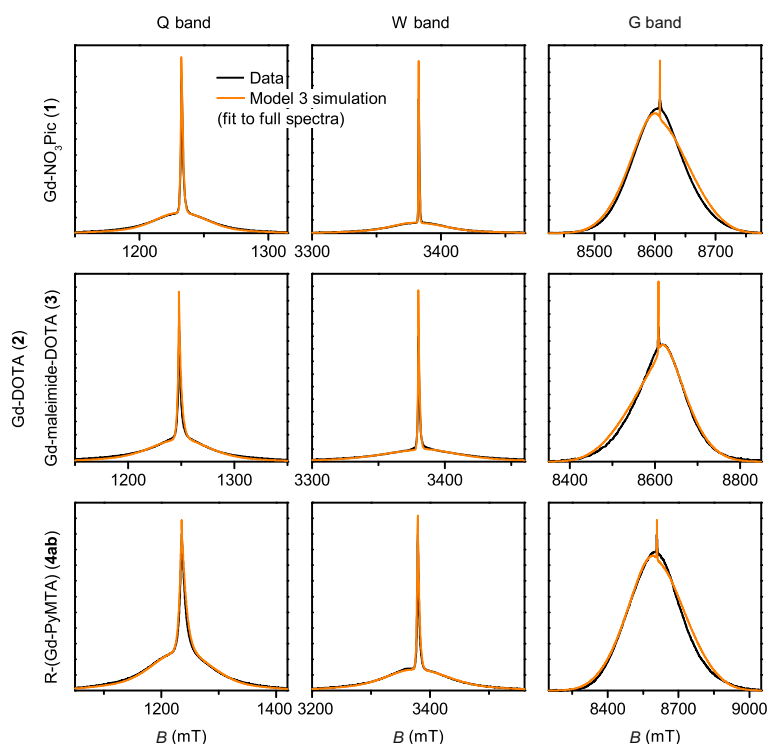 Q band
W band
G band
Data
Model 3 simulation
(fit to full spectra)
Gd-NO3Pic (1)
1200
1300
3300
3400
8500
8600
8700
Gd-DOTA (2)
Gd-maleimide-DOTA (3)
1200
1300
3300
3400
8400
8600
8800
R-(Gd-PyMTA) (4ab)
1200
1400
3200
3400
8400
8700
9000
B (mT)
B (mT)
B (mT)